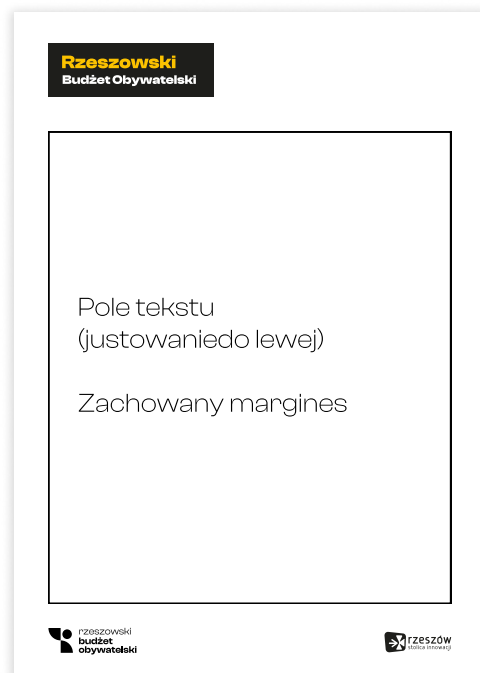 Rzeszowski
Budżet Obywatelski
Pole tekstu
(justowaniedo lewej)
Zachowany margines
rzeszowski
budżet
obywatelski
rzeszów
stolica innowacji